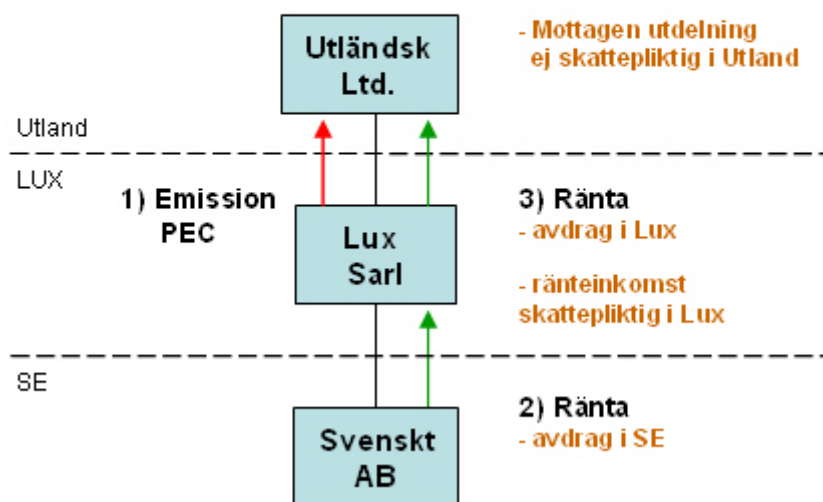 Utländsk
Ltd.
- Mottagen utdelning
ej skattepliktig i Utland
Utland
LUX
1) Emission
PEC
Lux
Sarl
3) Ränta
- avdrag i Lux
- ränteinkomst
skattepliktig i Lux
SE
Svenskt
AB
2) Ränta
- avdrag i SE